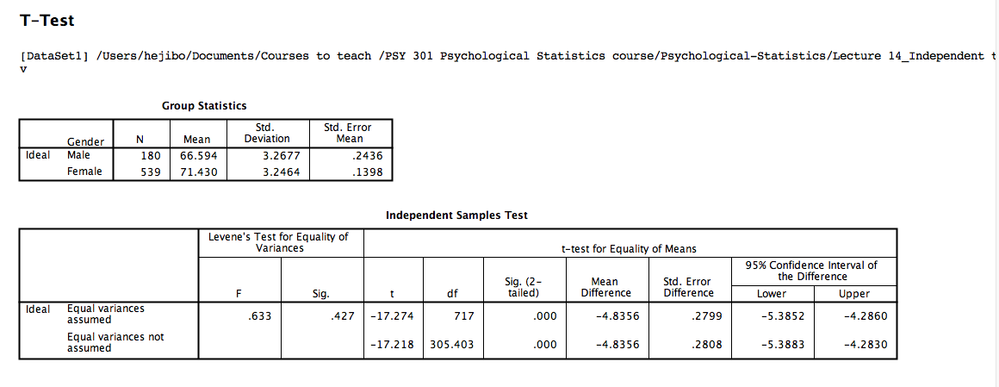 T-Test
[DataSet1] /Users/hejibo/Documents/Courses to teach /PSY 301 Psychological Statistics course/Psychological-Statistics/Lecture 14_Independent t
v
Group Statistics
Gender N Mean Std. Deviation Std. Error Mean
Ideal Male 180 66.594 3.2677 .2436
Female 539 71.430 3.2464 .1398
Independent Samples Test
Levene's Test for Equality of Variances t-test for Equality of Means
95% Confidence Interval of the Difference
F Sig. t df Sig. (2-tailed) Mean Difference Std. Error Difference Lower Upper
Ideal Equal variances assumed .633 .427 -17.274 717 .000 -4.8356 .2799 -5.3852 -4.2860
Equal variances not assumed -17.218 305.403 .000 -4.8356 .2808 -5.3883 -4.2830